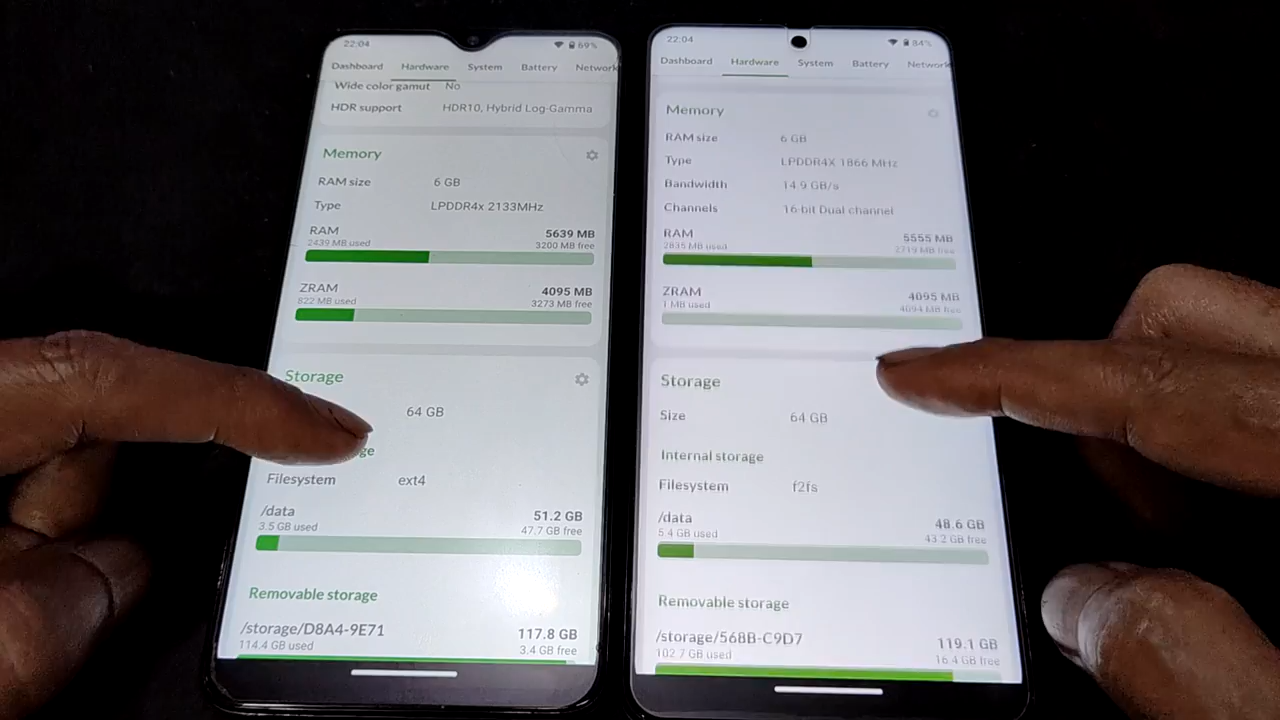 22:04
69%
Dashboard Hardware System Battery Network
Wide color gamut No
HDR support HDR10, Hybrid Log-Gamma
Memory
RAM size 6 GB
Type LPDDR4x 2133MHz
RAM 5639 MB
2439 MB used 3200 MB free
ZRAM 4095 MB
822 MB used 3273 MB free
Storage
64 GB
ge
Filesystem ext4
/data 51.2 GB
3.5 GB used 47.7 GB free
Removable storage
/storage/D8A4-9E71 117.8 GB
114.4 GB used 3.4 GB free
22:04
84%
Dashboard Hardware System Battery Network
Memory
RAM size 6 GB
Type LPDDR4X 1866 MHz
Bandwidth 14.9 GB/s
Channels 16-bit Dual channel
RAM 5555 MB
2835 MB used 2719 MB free
ZRAM 4095 MB
1 MB used 4094 MB free
Storage
Size 64 GB
Internal storage
Filesystem f2fs
/data 48.6 GB
5.4 GB used 43.2 GB free
Removable storage
/storage/568B-C9D7 119.1 GB
102.7 GB used 16.4 GB free